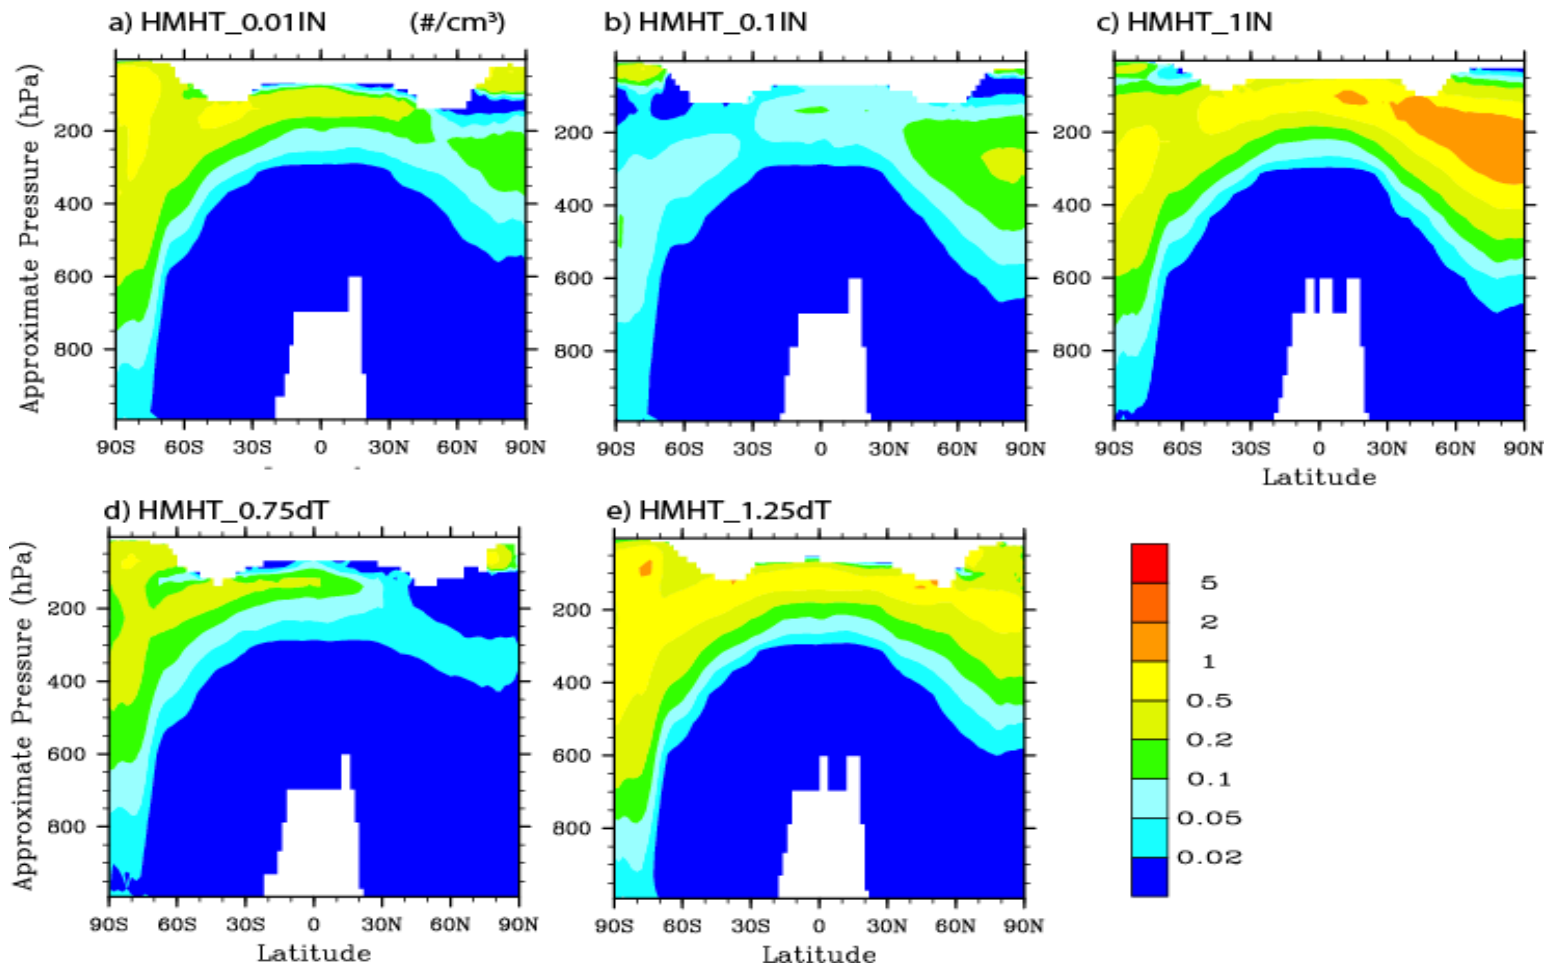 a) HMHT_0.01IN (#/cm³)
b) HMHT_0.1IN
c) HMHT_1IN
Approximate Pressure (hPa)
200
400
600
800
90S 60S 30S 0 30N 60N 90N
200
400
600
800
90S 60S 30S 0 30N 60N 90N
200
400
600
800
90S 60S 30S 0 30N 60N 90N
Latitude
d) HMHT_0.75dT
e) HMHT_1.25dT
Approximate Pressure (hPa)
200
400
600
800
90S 60S 30S 0 30N 60N 90N
Latitude
200
400
600
800
90S 60S 30S 0 30N 60N 90N
Latitude
5
2
1
0.5
0.2
0.1
0.05
0.02